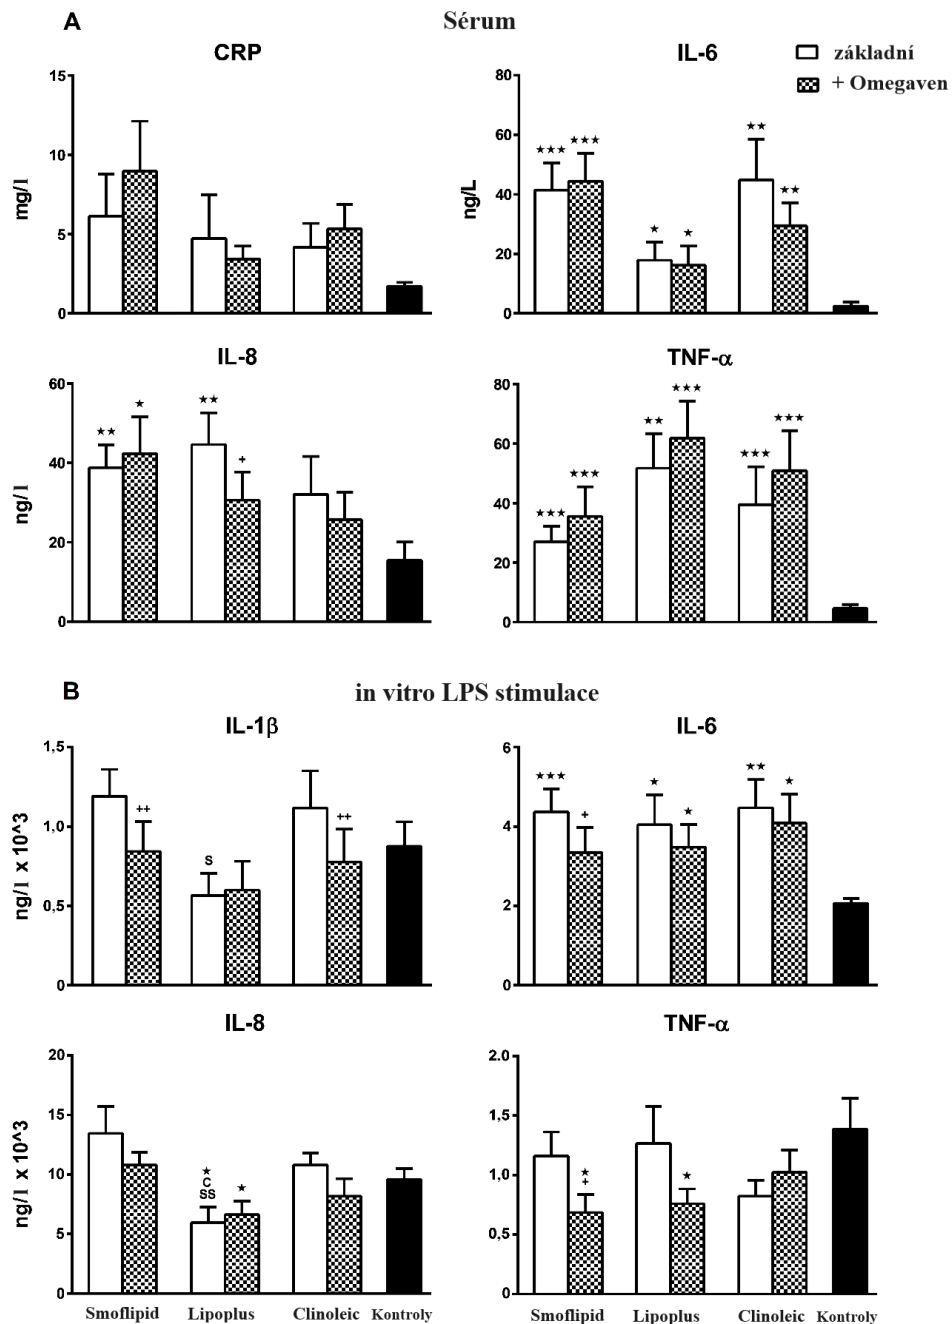 A
Sérum
CRP
IL-6
základní
+ Omegaven
15
10
5
0
mg/l
80
60
40
20
0
ng/L
★★★
★★★
★
★
★★
★★
IL-8
TNF-α
60
40
20
0
ng/l
★★
★
★★
+
80
60
40
20
0
★★★
★★★
★★
★★★
★★★
★★★
B
in vitro LPS stimulace
IL-1β
IL-6
1,5
1.0
0,5
0
ng/l x 10^3
++
S
++
6
4
2
0
★★★
+
★
★
★★
★
IL-8
TNF-α
20
15
10
5
0
ng/l x 10^3
★
C
SS
★
2.0
1,5
1.0
0,5
0
★
+
★
Smoflipid
Lipoplus
Clinoleic
Kontroly
Smoflipid
Lipoplus
Clinoleic
Kontroly